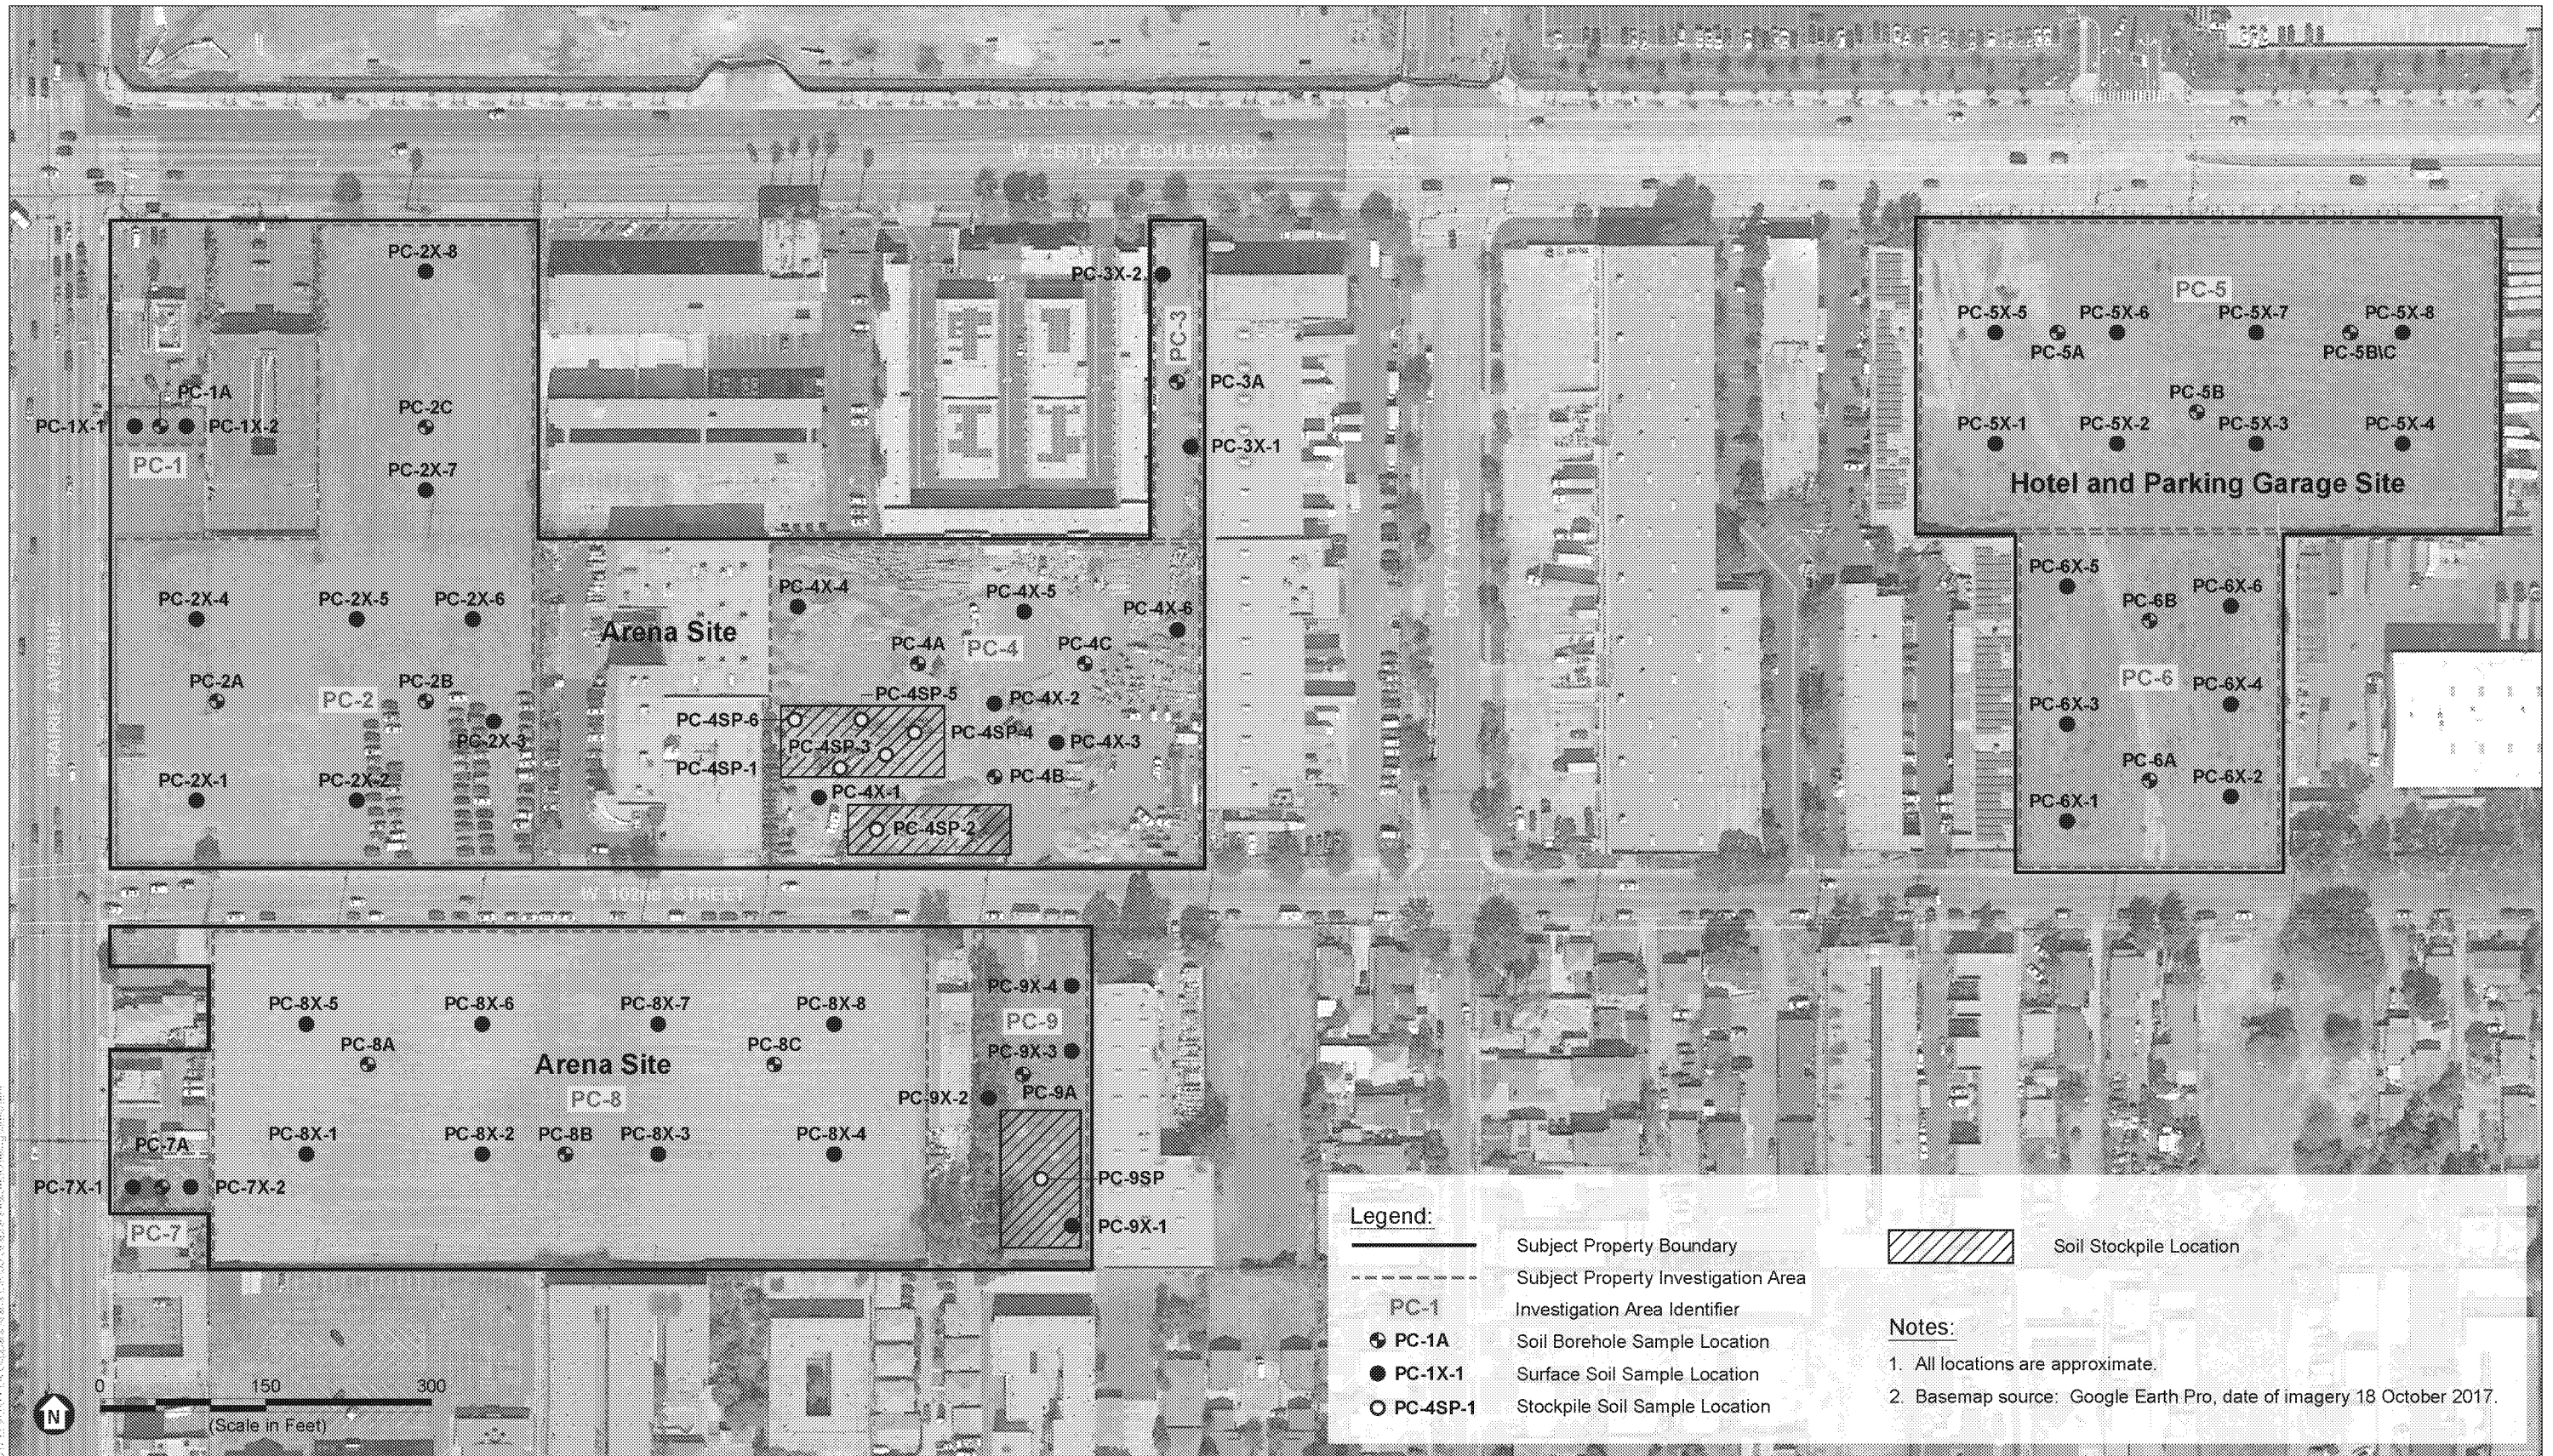 W CENTURY BOULEVARD
PC-2X-8
PC-3X-2
PC-3
PC-5
PC-5X-5
PC-5X-6
PC-5X-7
PC-5X-8
PC-5A
PC-5B\C
PC-1A
PC-3A
PC-5B
PC-1X-1
PC-1X-2
PC-2C
PC-3X-1
PC-5X-1
PC-5X-2
PC-5X-3
PC-5X-4
PC-1
PC-2X-7
Hotel and Parking Garage Site
DOTY AVENUE
PC-2X-4
PC-2X-5
PC-2X-6
PC-4X-4
PC-4X-5
PC-4X-6
PC-6X-5
PC-6X-6
PC-6B
Arena Site
PC-4A
PC-4
PC-4C
PC-2A
PC-2
PC-2B
PC-4SP-5
PC-4X-2
PC-6
PC-6X-4
PC-6X-3
PRAIRIE AVENUE
PC-2X-3
PC-4SP-6
PC-4SP-4
PC-4SP-3
PC-4X-3
PC-4SP-1
PC-4B
PC-6A
PC-6X-2
PC-2X-1
PC-2X-2
PC-4X-1
PC-6X-1
PC-4SP-2
W 102nd STREET
PC-9X-4
PC-8X-5
PC-8X-6
PC-8X-7
PC-8X-8
PC-9
PC-8A
Arena Site
PC-8C
PC-9X-3
PC-8
PC-9X-2
PC-9A
PC-7A
PC-8X-1
PC-8X-2
PC-8B
PC-8X-3
PC-8X-4
PC-7X-1
PC-7X-2
PC-9SP
PC-7
PC-9X-1
Legend:
Subject Property Boundary
Subject Property Investigation Area
PC-1
Investigation Area Identifier
PC-1A
Soil Borehole Sample Location
PC-1X-1
Surface Soil Sample Location
PC-4SP-1
Stockpile Soil Sample Location
Soil Stockpile Location
Notes:
1. All locations are approximate.
2. Basemap source: Google Earth Pro, date of imagery 18 October 2017.
0 150 300
(Scale in Feet)
N